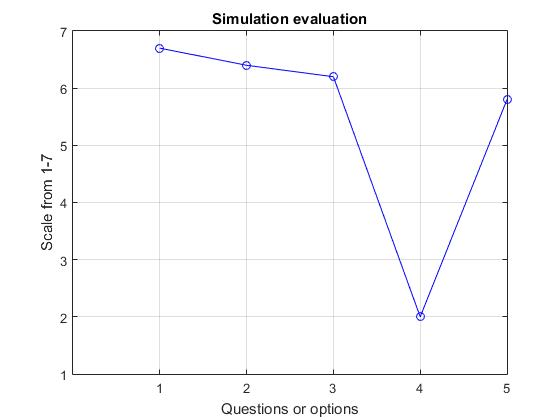 Simulation evaluation
7
6
5
4
3
2
1
Scale from 1-7
1 2 3 4 5
Questions or options